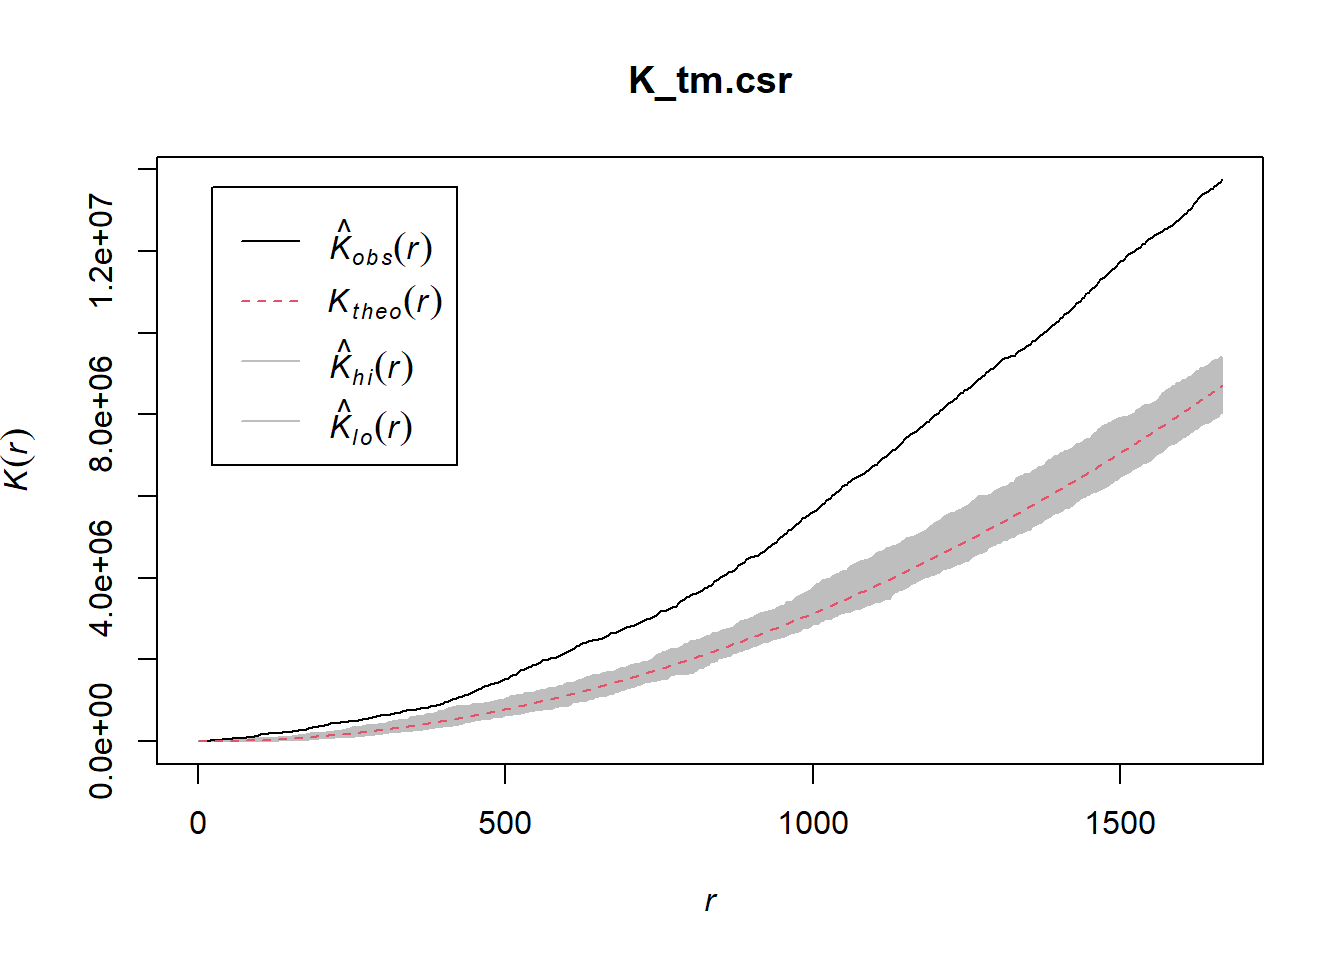 K_tm.csr
K̂obs(r)
Ktheo(r)
K̂hi(r)
K̂lo(r)
K(r)
1.2e+07
8.0e+06
4.0e+06
0.0e+00
0 500 1000 1500
r